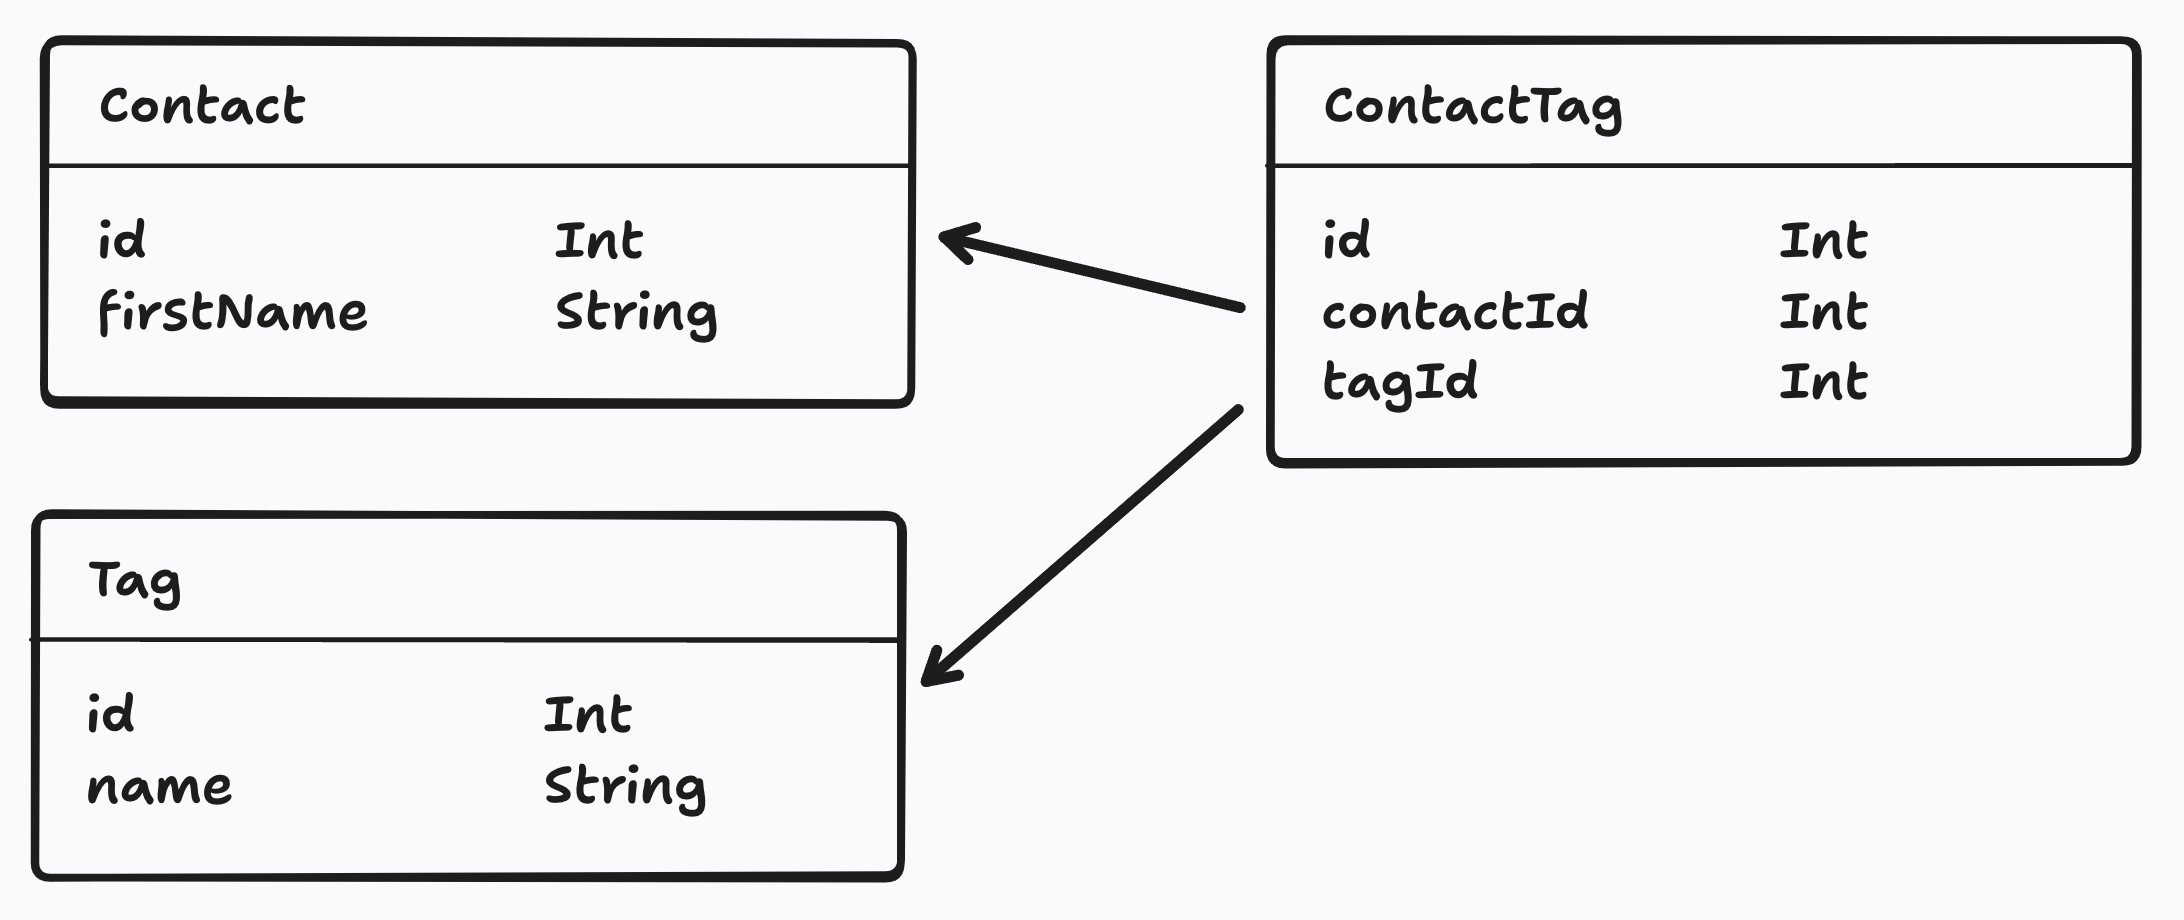 Contact
id Int
firstName String
ContactTag
id Int
contactId Int
tagId Int
Tag
id Int
name String